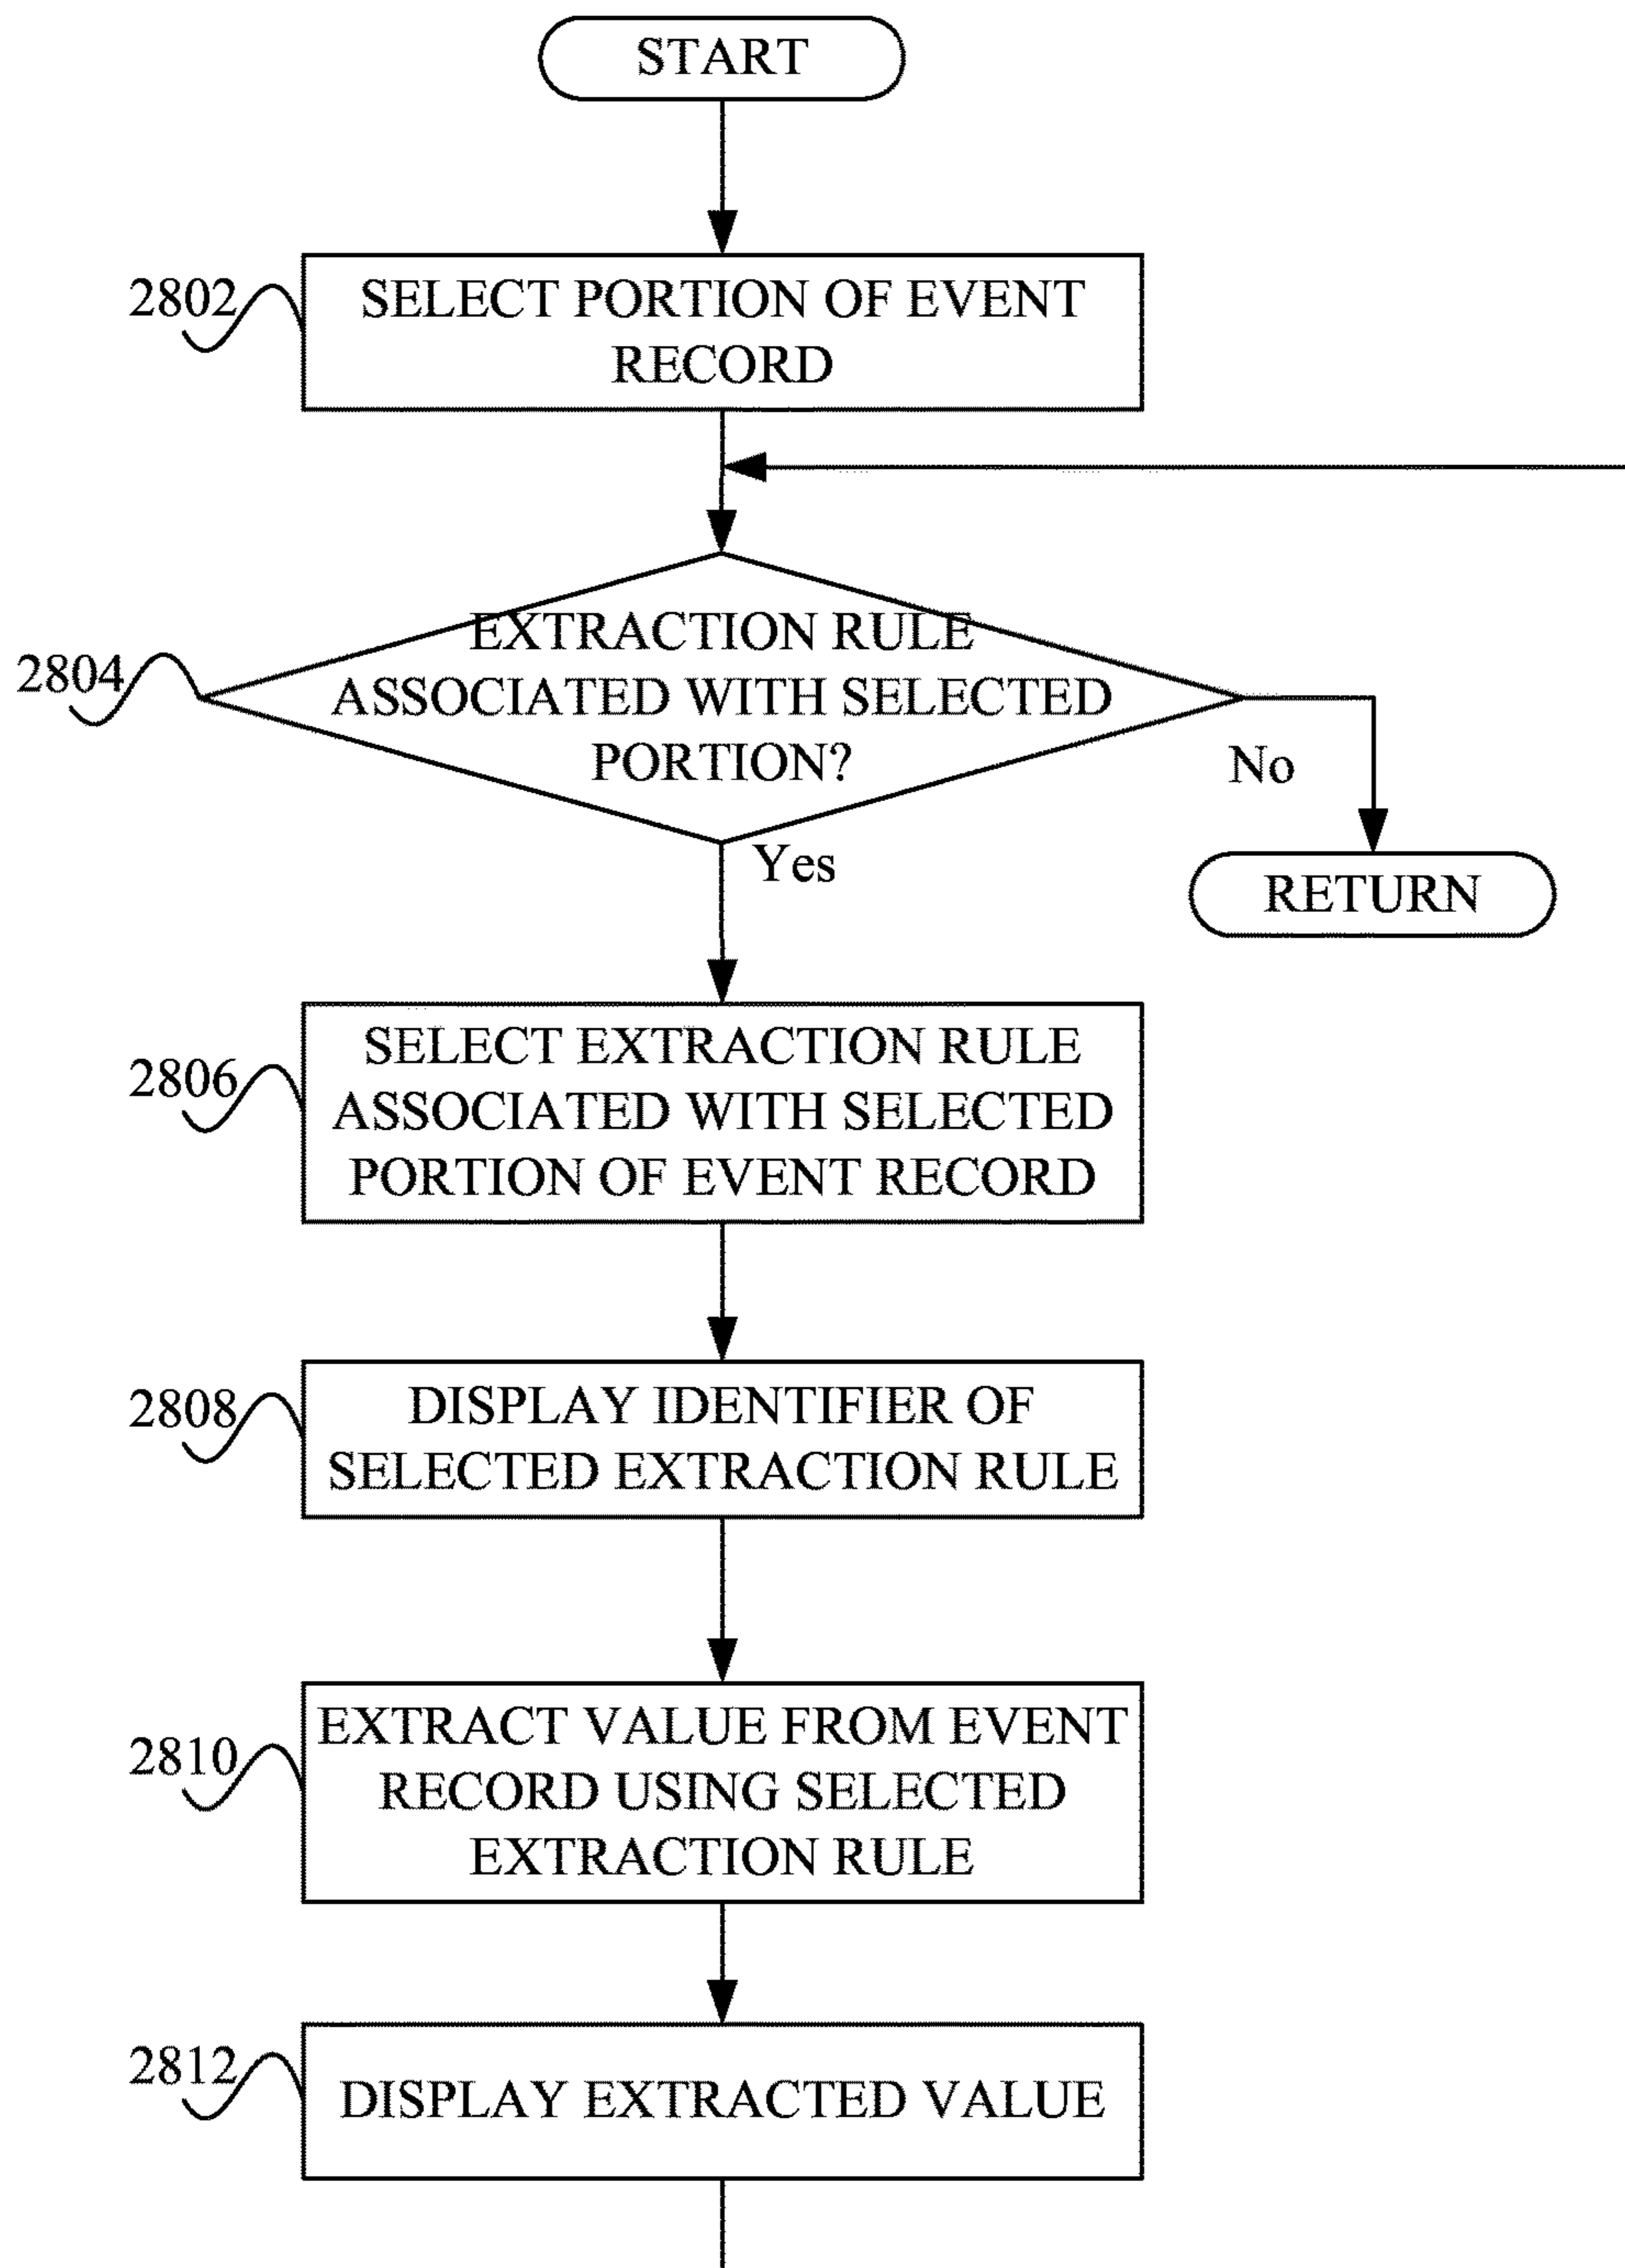 START
2802
SELECT PORTION OF EVENT
RECORD
2804
EXTRACTION RULE
ASSOCIATED WITH SELECTED
PORTION?
No
Yes
RETURN
2806
SELECT EXTRACTION RULE
ASSOCIATED WITH SELECTED
PORTION OF EVENT RECORD
2808
DISPLAY IDENTIFIER OF
SELECTED EXTRACTION RULE
2810
EXTRACT VALUE FROM EVENT
RECORD USING SELECTED
EXTRACTION RULE
2812
DISPLAY EXTRACTED VALUE